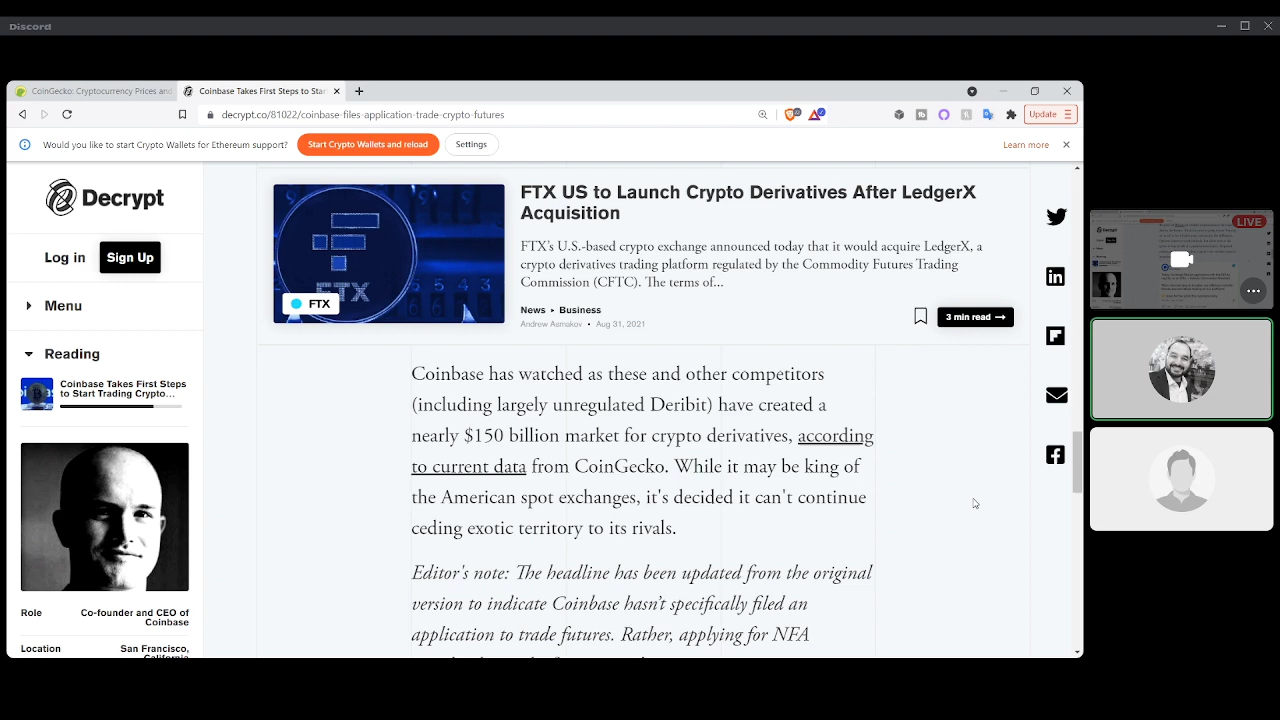 Discord
CoinGecko: Cryptocurrency Prices and
Coinbase Takes First Steps to Star
decrypt.co/81022/coinbase-files-application-trade-crypto-futures
Update
Would you like to start Crypto Wallets for Ethereum support?
Start Crypto Wallets and reload
Settings
Learn more
Decrypt
Log in
Sign Up
Menu
Reading
Coinbase Takes First Steps
to Start Trading Crypto...
Role
Co-founder and CEO of
Coinbase
Location
San Francisco,
California
FTX
FTX
FTX US to Launch Crypto Derivatives After LedgerX
Acquisition
FTX's U.S.-based crypto exchange announced today that it would acquire LedgerX, a
crypto derivatives trading platform regulated by the Commodity Futures Trading
Commission (CFTC). The terms of...
News ▸ Business
Andrew Asmakov • Aug 31, 2021
3 min read →
Coinbase has watched as these and other competitors
(including largely unregulated Deribit) have created a
nearly $150 billion market for crypto derivatives, according
to current data from CoinGecko. While it may be king of
the American spot exchanges, it's decided it can't continue
ceding exotic territory to its rivals.
Editor's note: The headline has been updated from the original
version to indicate Coinbase hasn't specifically filed an
application to trade futures. Rather, applying for NFA
LIVE